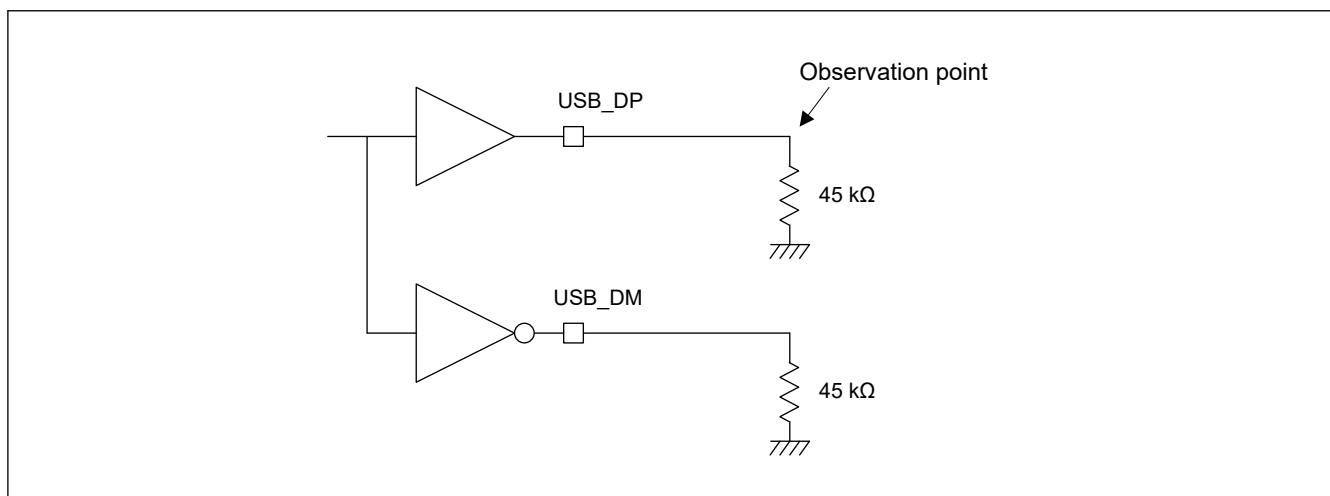 Observation point
USB_DP
45 kΩ
USB_DM
45 kΩ